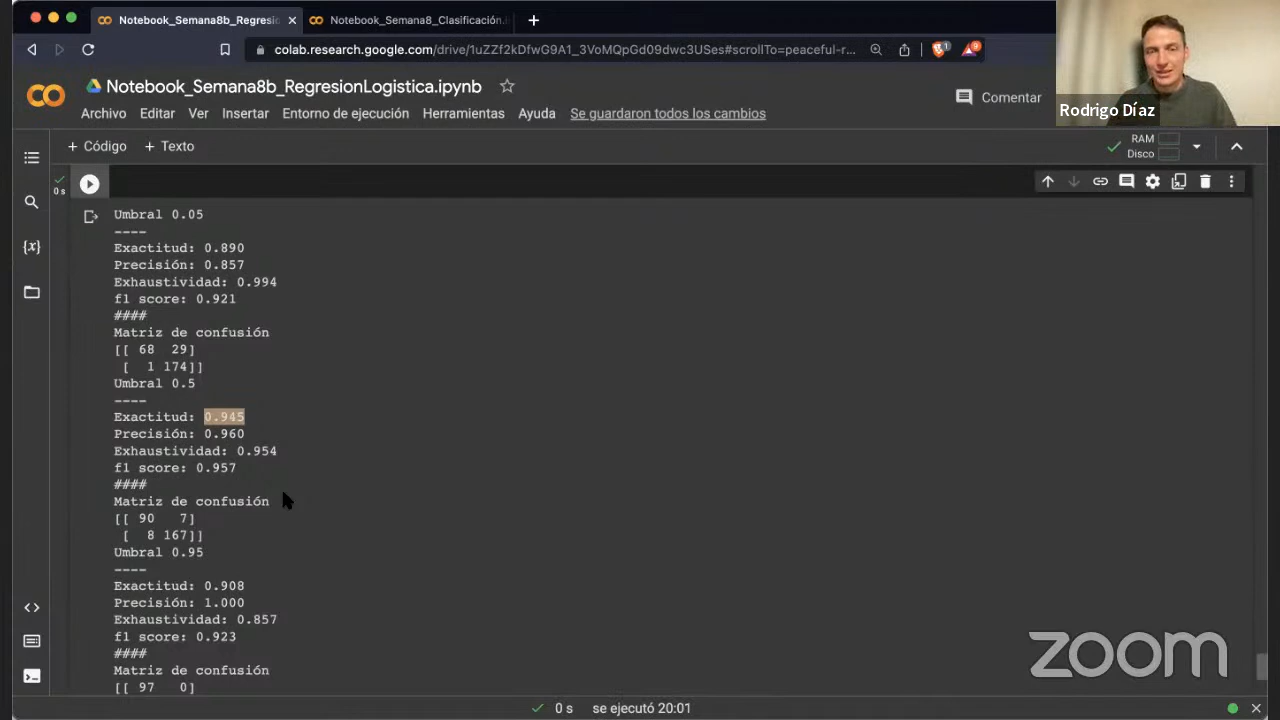 Notebook_Semana8b_Regresio
Notebook_Semana8_Clasificación.i
colab.research.google.com/drive/1uZZf2kDfwG9A1_3VoMQpGd09dwc3USes#scrollTo=peaceful-r...
1
9
Notebook_Semana8b_RegresionLogistica.ipynb
Comentar
Rodrigo Díaz
Archivo Editar Ver Insertar Entorno de ejecución Herramientas Ayuda Se guardaron todos los cambios
+ Código + Texto
RAM
Disco
0 s
{x}
Umbral 0.05
----
Exactitud: 0.890
Precisión: 0.857
Exhaustividad: 0.994
f1 score: 0.921
####
Matriz de confusión
[[ 68 29]
[ 1 174]]
Umbral 0.5
----
Exactitud: 0.945
Precisión: 0.960
Exhaustividad: 0.954
f1 score: 0.957
####
Matriz de confusión
[[ 90 7]
[ 8 167]]
Umbral 0.95
----
Exactitud: 0.908
Precisión: 1.000
Exhaustividad: 0.857
f1 score: 0.923
####
Matriz de confusión
[[ 97 0]
zoom
0 s se ejecutó 20:01